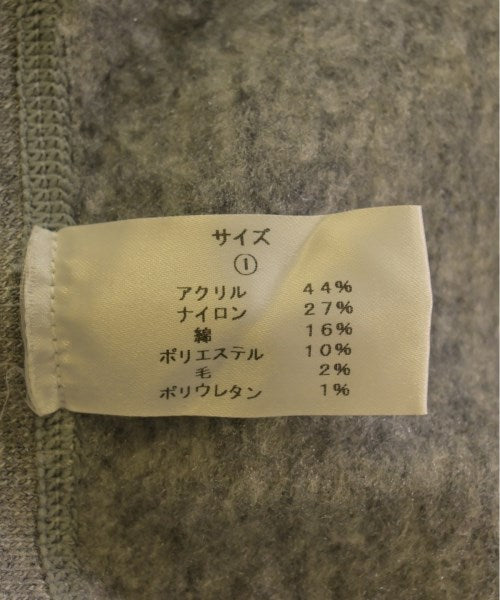 サイズ
①
アクリル 44%
ナイロン 27%
綿 16%
ポリエステル 10%
毛 2%
ポリウレタン 1%